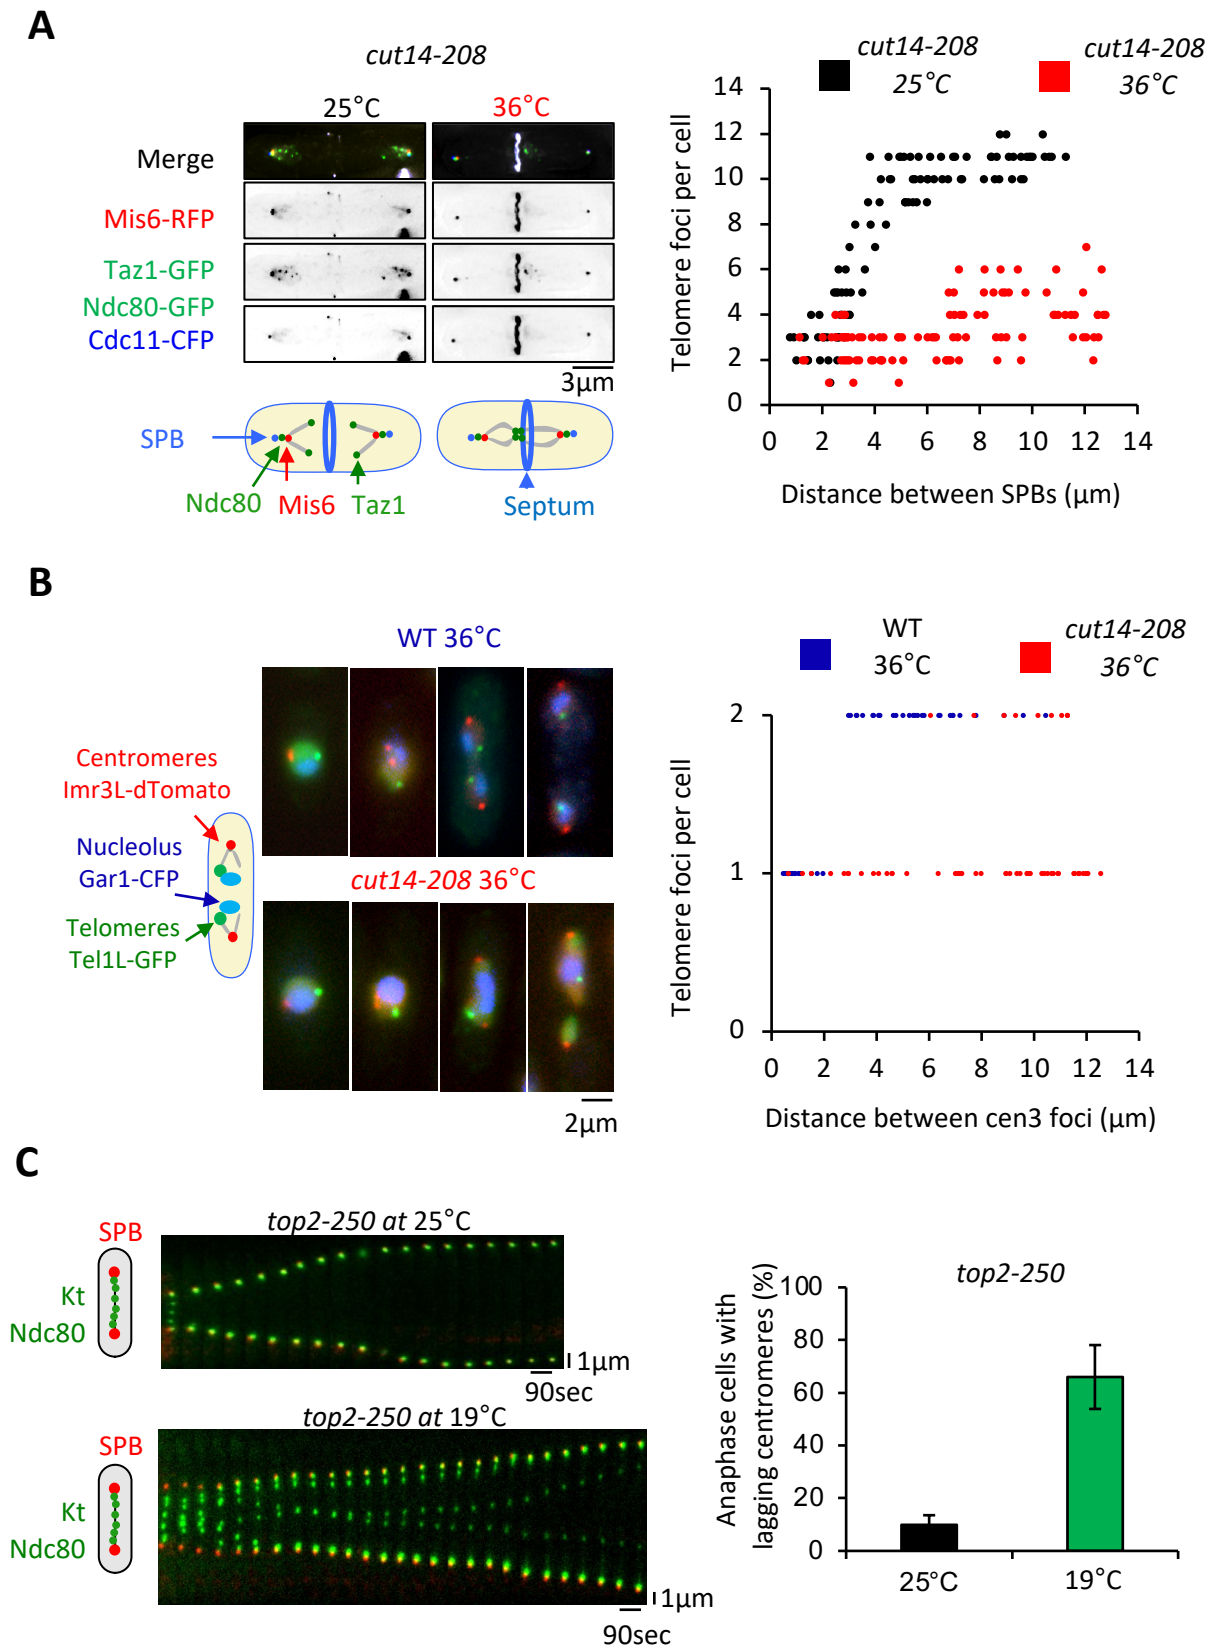 A
cut14-208
25°C
36°C
Merge
Mis6-RFP
Taz1-GFP
Ndc80-GFP
Cdc11-CFP
3µm
SPB
Ndc80
Mis6
Taz1
Septum
cut14-208
25°C
cut14-208
36°C
Telomere foci per cell
14
12
10
8
6
4
2
0
0 2 4 6 8 10 12 14
Distance between SPBs (µm)
B
WT 36°C
Centromeres
Imr3L-dTomato
Nucleolus
Gar1-CFP
Telomeres
Tel1L-GFP
cut14-208 36°C
2µm
WT
36°C
cut14-208
36°C
Telomere foci per cell
2
1
0
0 2 4 6 8 10 12 14
Distance between cen3 foci (µm)
C
top2-250 at 25°C
SPB
Kt
Ndc80
1µm
90sec
top2-250 at 19°C
SPB
Kt
Ndc80
1µm
90sec
top2-250
Anaphase cells with
lagging centromeres (%)
100
80
60
40
20
0
25°C
19°C